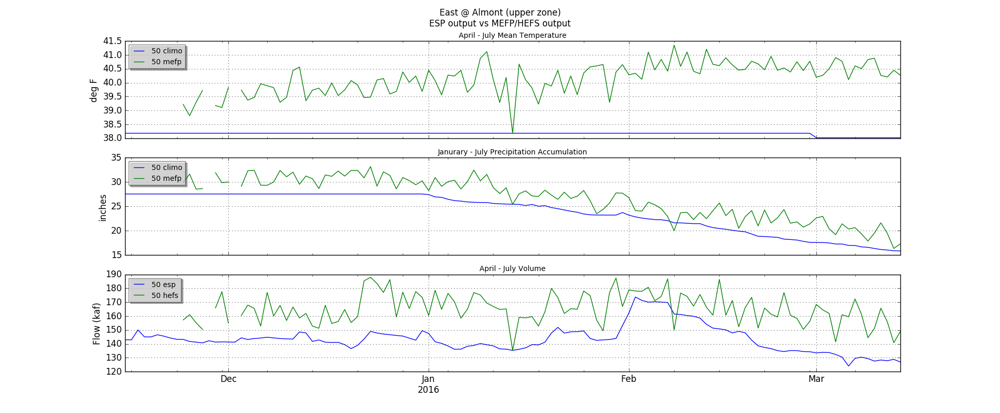 East @ Almont (upper zone)
ESP output vs MEFP/HEFS output
April - July Mean Temperature
41.5
41.0
40.5
40.0
39.5
39.0
38.5
38.0
deg F
50 climo
50 mefp
Janurary - July Precipitation Accumulation
35
30
25
20
15
inches
50 climo
50 mefp
April - July Volume
190
180
170
160
150
140
130
120
Flow (kaf)
50 esp
50 hefs
Dec
Jan
2016
Feb
Mar